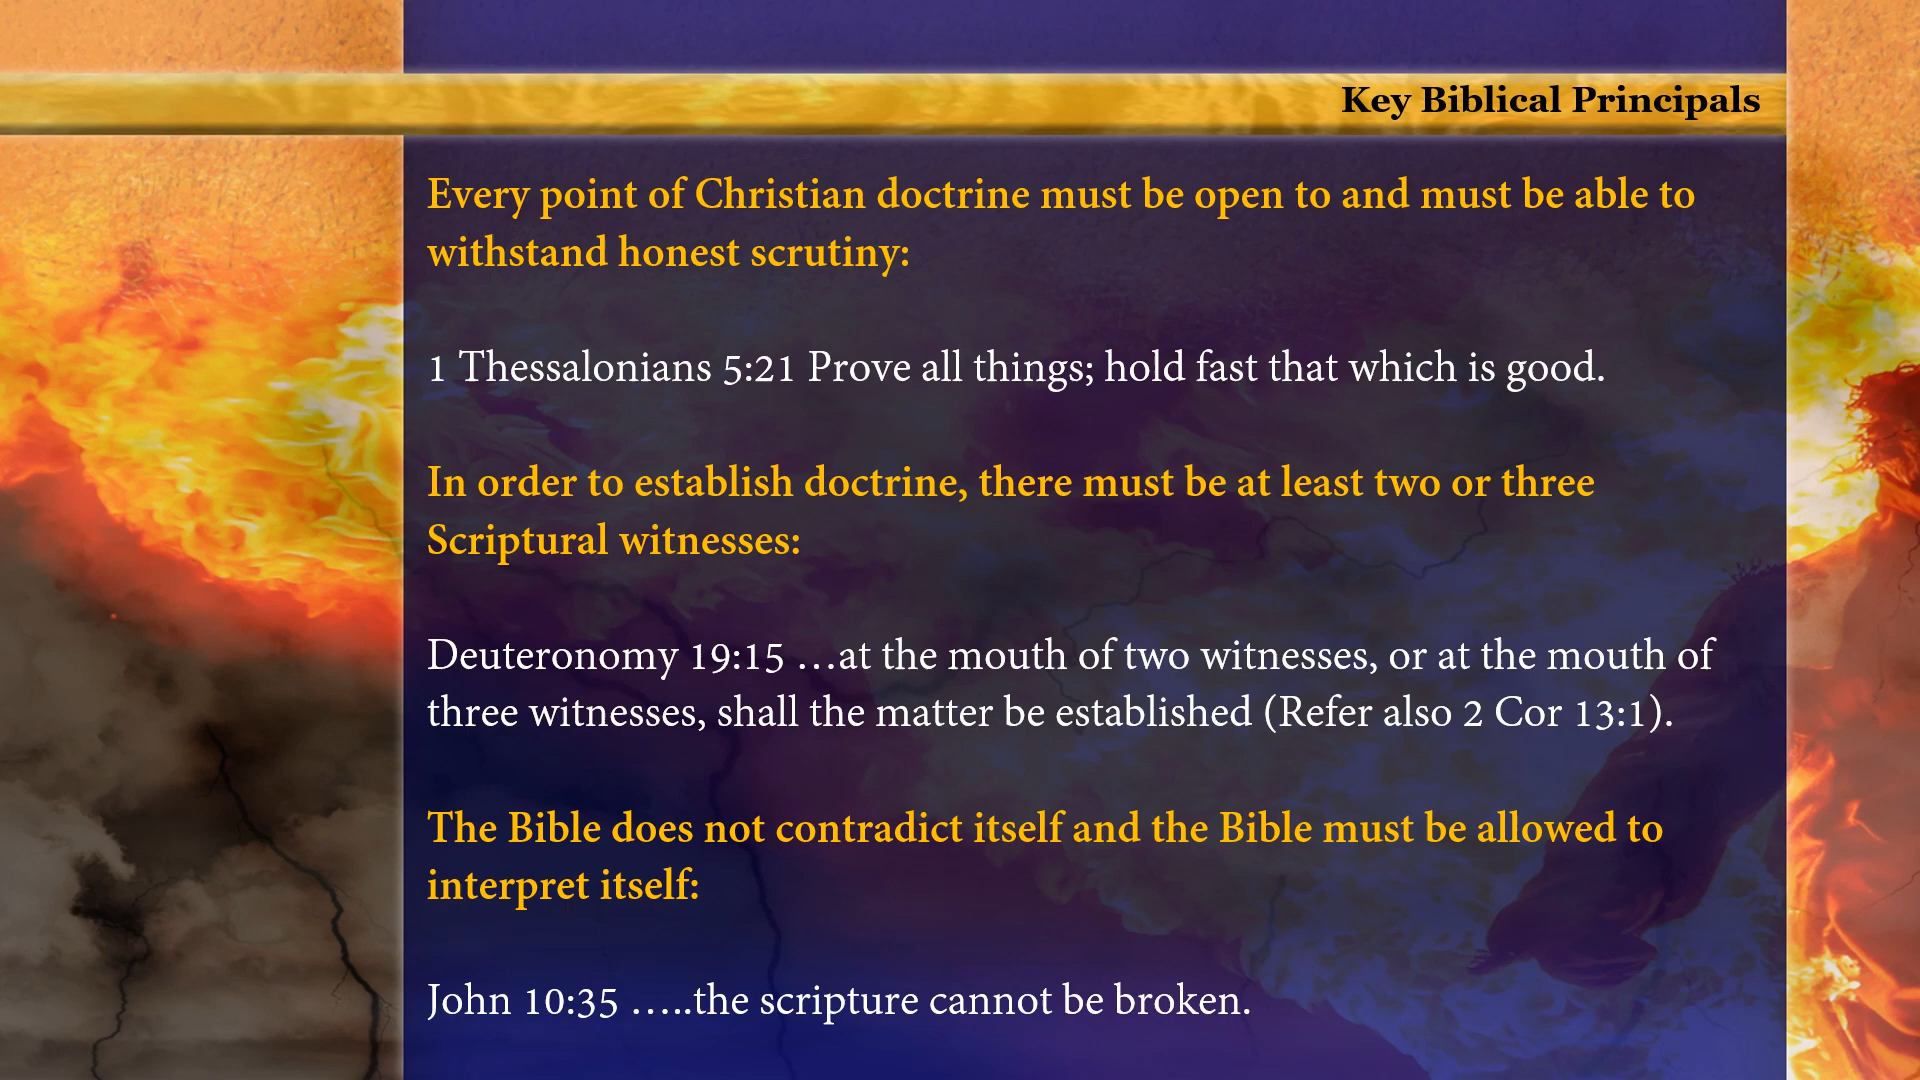 Key Biblical Principals
Every point of Christian doctrine must be open to and must be able to
withstand honest scrutiny:
1 Thessalonians 5:21 Prove all things; hold fast that which is good.
In order to establish doctrine, there must be at least two or three
Scriptural witnesses:
Deuteronomy 19:15 …at the mouth of two witnesses, or at the mouth of
three witnesses, shall the matter be established (Refer also 2 Cor 13:1).
The Bible does not contradict itself and the Bible must be allowed to
interpret itself:
John 10:35 …..the scripture cannot be broken.